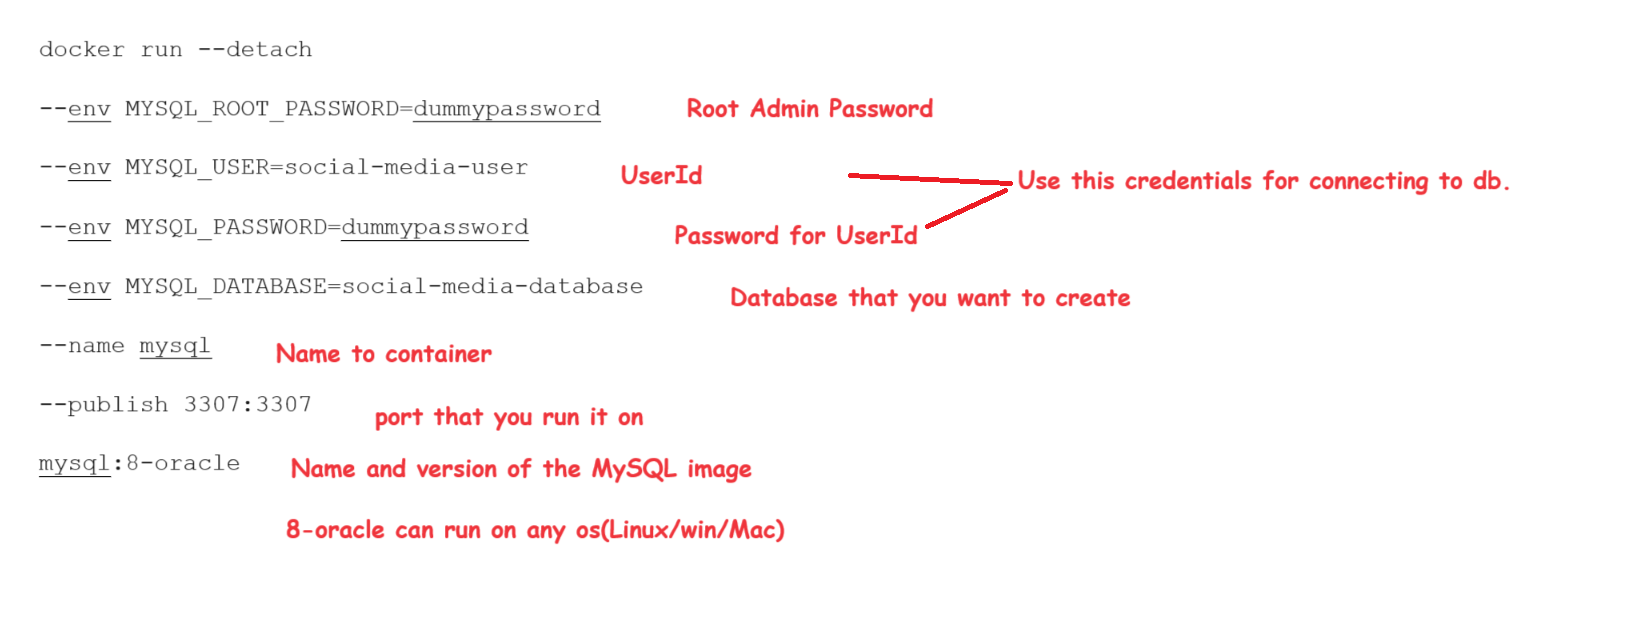 docker run --detach
--env MYSQL_ROOT_PASSWORD=dummypassword Root Admin Password
--env MYSQL_USER=social-media-user UserId
Use this credentials for connecting to db.
--env MYSQL_PASSWORD=dummypassword Password for UserId
--env MYSQL_DATABASE=social-media-database Database that you want to create
--name mysql Name to container
--publish 3307:3307 port that you run it on
mysql:8-oracle Name and version of the MySQL image
8-oracle can run on any os(Linux/win/Mac)